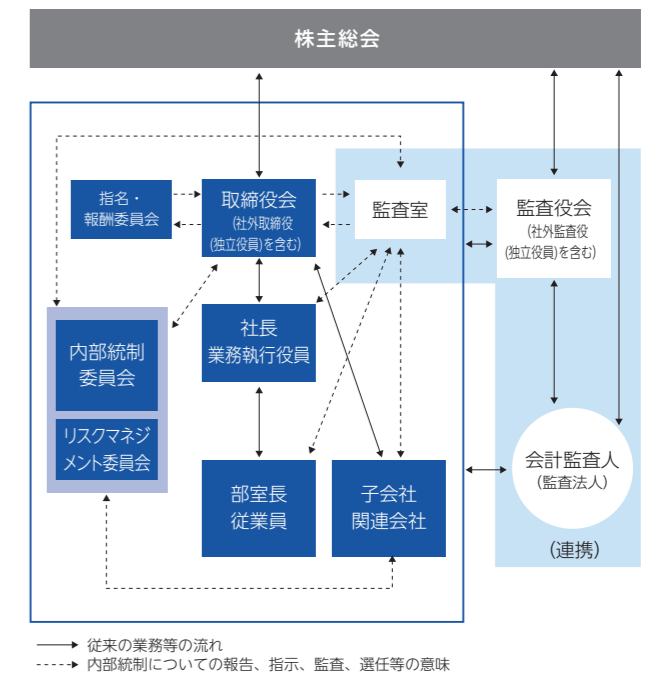 株主総会
指名・
報酬委員会
取締役会
(社外取締役
(独立役員)を含む)
監査室
監査役会
(社外監査役
(独立役員)を含む)
内部統制
委員会
リスクマネジ
メント委員会
社長
業務執行役員
部室長
従業員
子会社
関連会社
会計監査人
(監査法人)
(連携)
従来の業務等の流れ
内部統制についての報告、指示、監査、選任等の意味